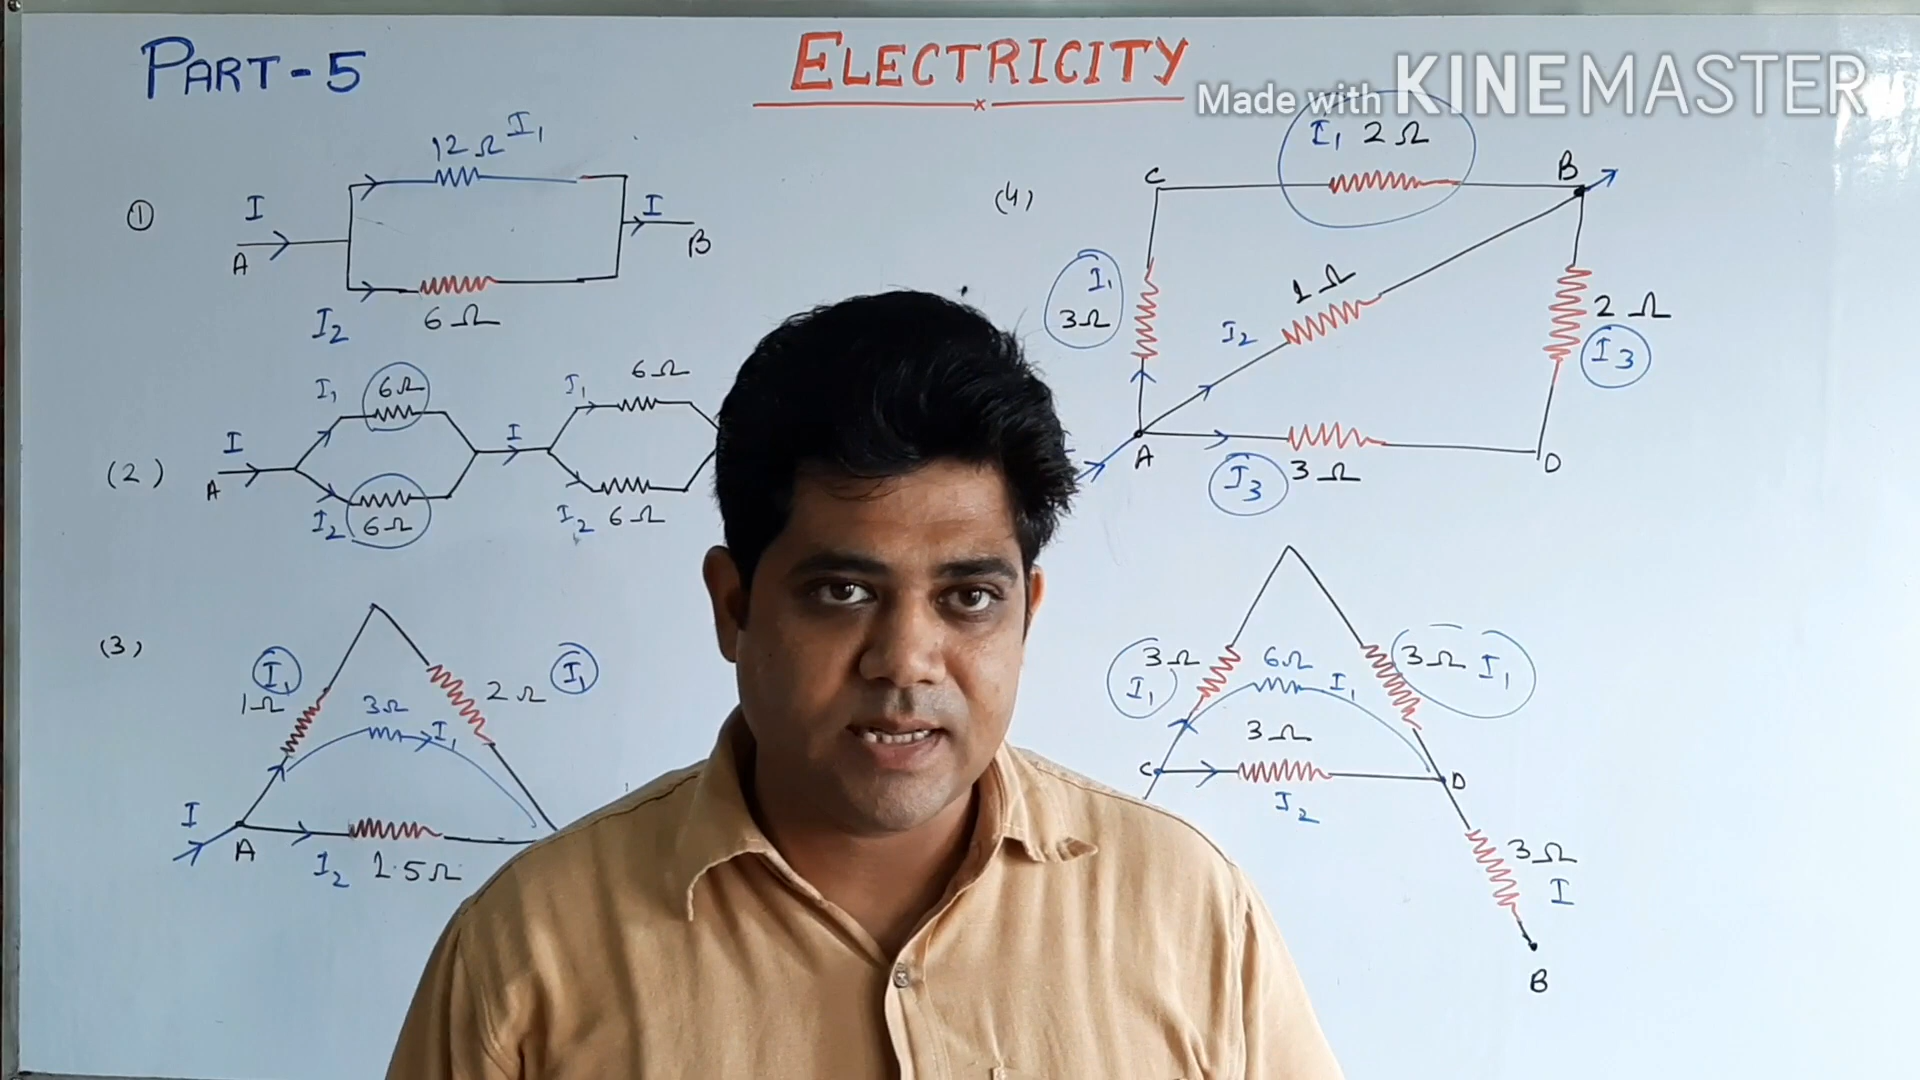 PART-5
ELECTRICITY
Made with KINEMASTER
①
12Ω I₁
I
A
I
B
I₂
6Ω
(2)
I
A
I₁
6Ω
I₂
6Ω
I
I₁
6Ω
I₂
6Ω
(3)
I₁
1Ω
3Ω
I₁
2Ω
I₁
I
A
I₂
1.5Ω
(4)
C
I₁ 2Ω
B
I₁
3Ω
I₂
1Ω
2Ω
I₃
A
I₃
3Ω
D
3Ω
I₁
6Ω
I₁
3Ω I₁
3Ω
C
I₂
D
3Ω
I
B